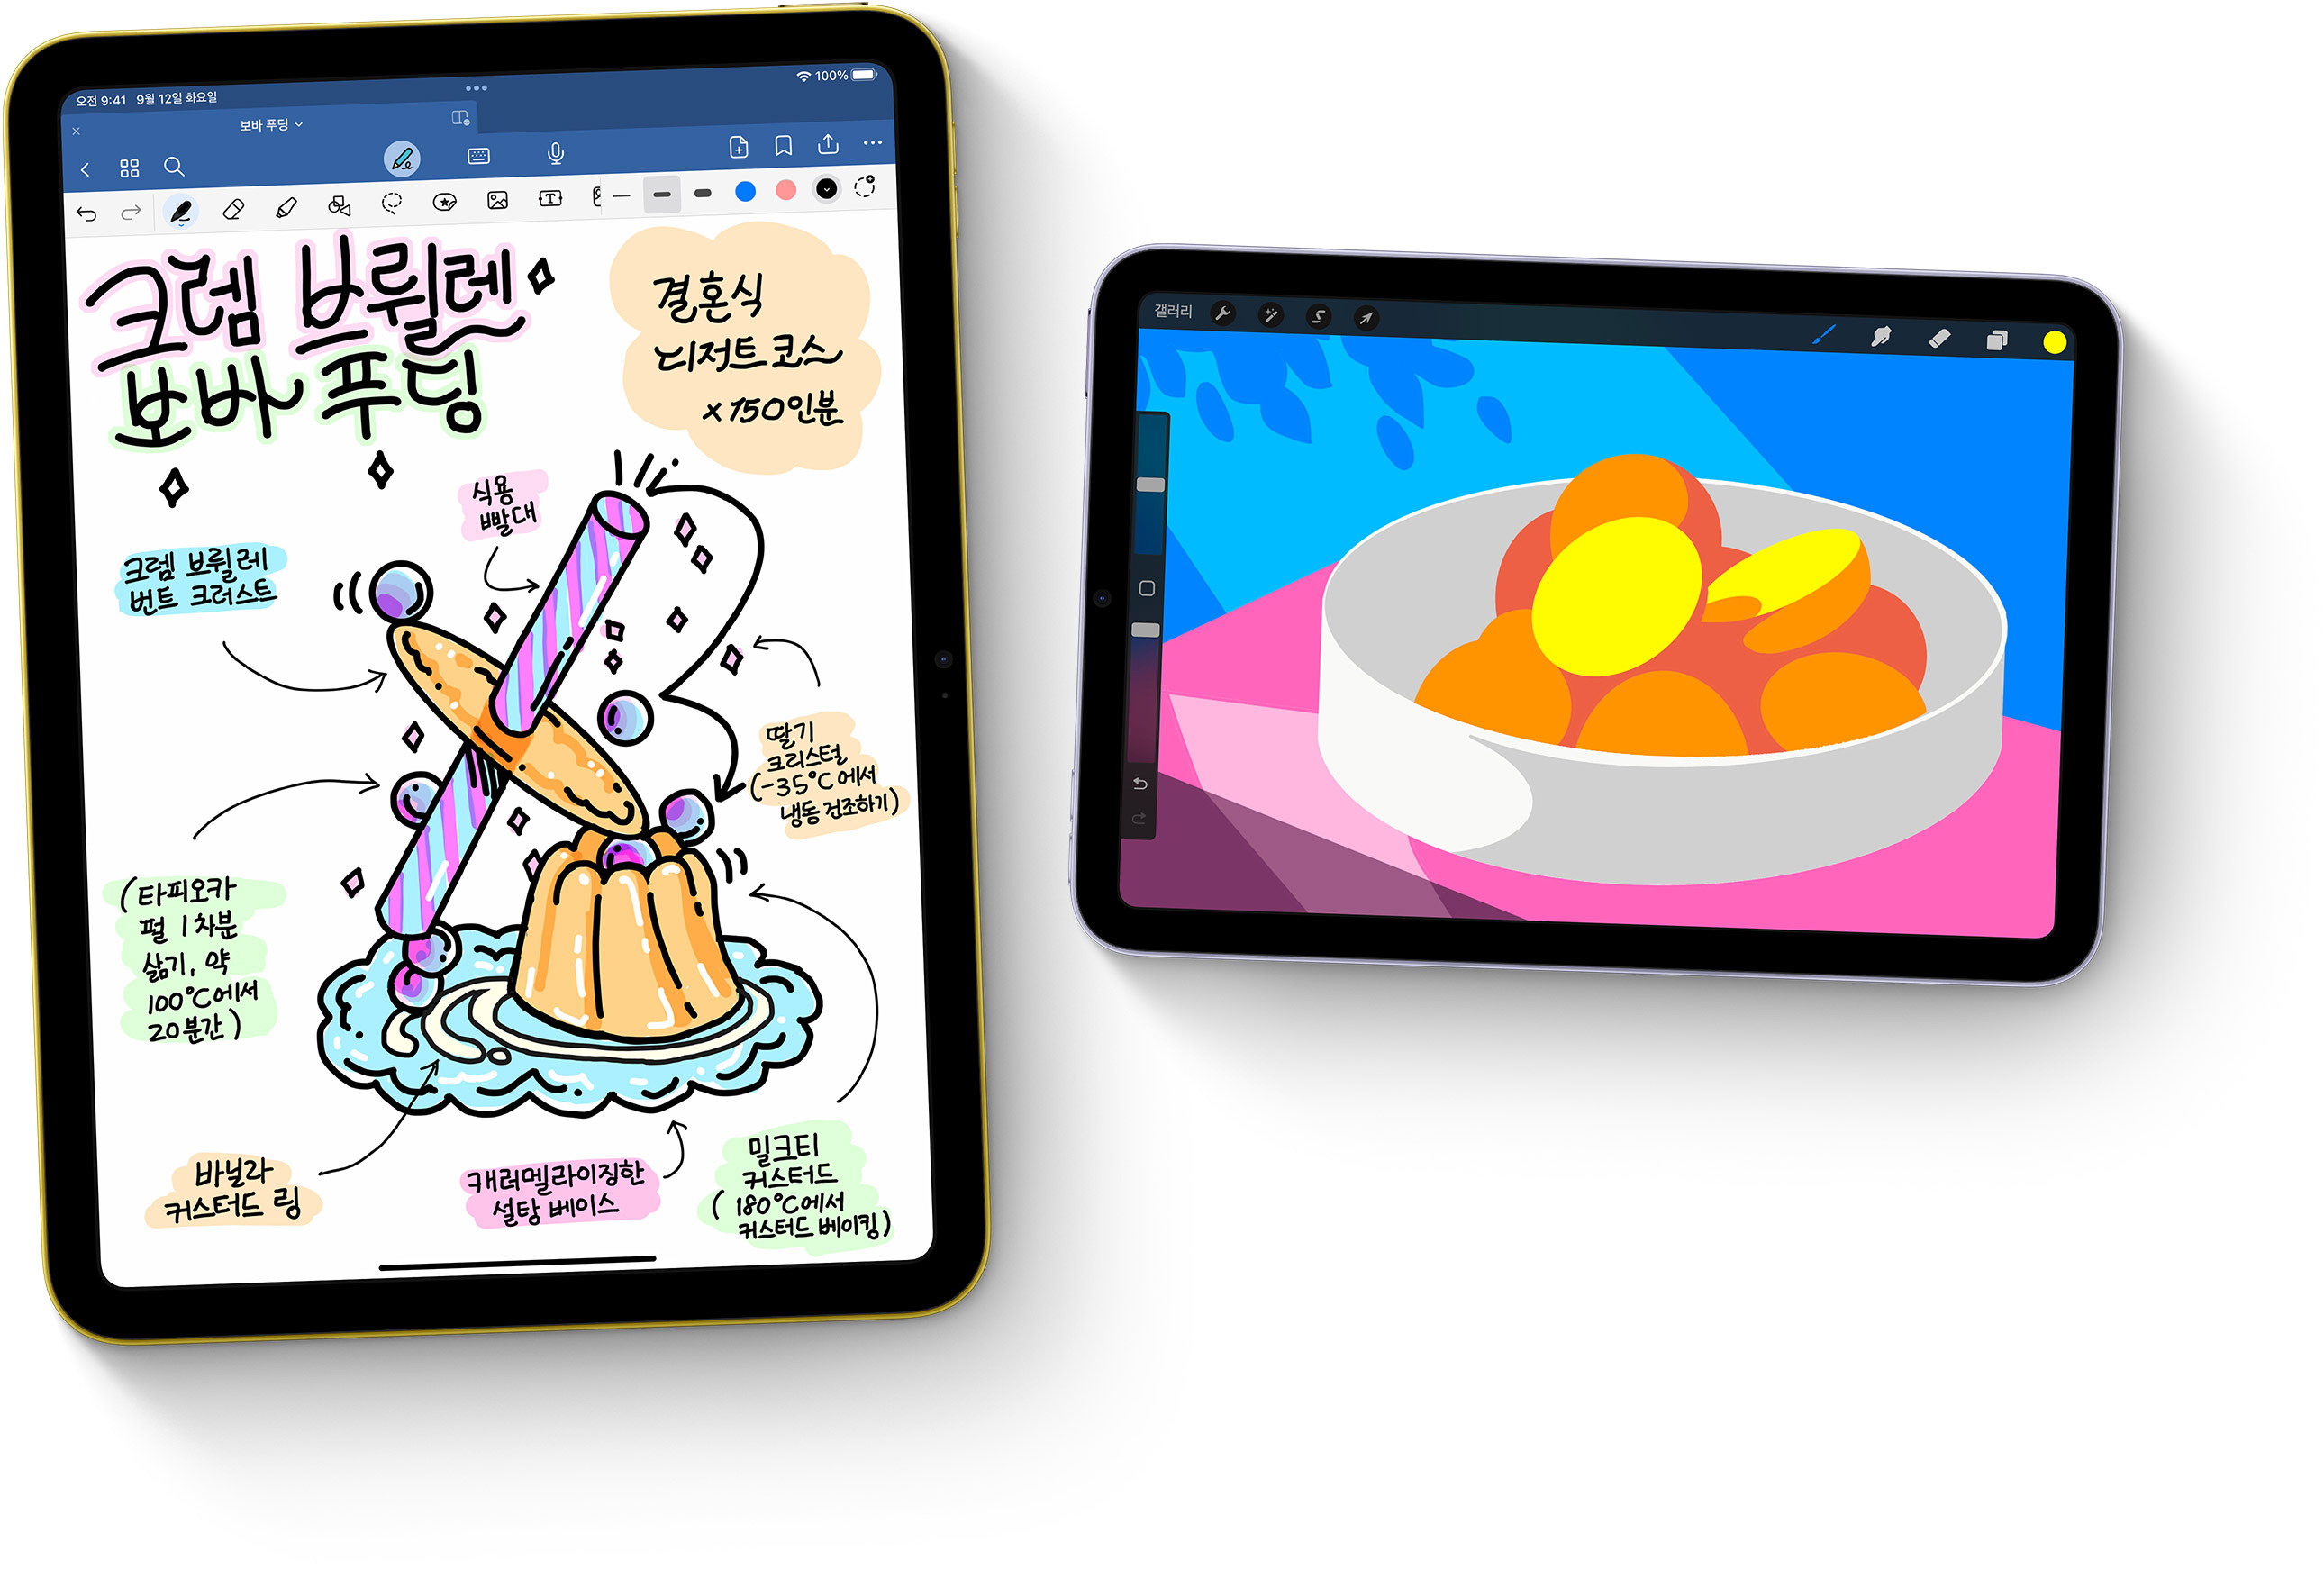 오전 9:41 9월 12일 화요일
100%
보바 푸딩
크렘 브륄렌
보바 푸딩
결혼식
디저트 코스
x 150인분
식용
빨대
크렘 브륄레
번트 크러스트
딸기
크리스털
(-35°C에서
냉동 건조하기)
(타피오카
펄 1차분
삶기, 약
100°C에서
20분간)
바닐라
커스터드 링
캐러멜라이징한
설탕 베이스
밀크티
커스터드
(180°C에서
커스터드 베이킹)
갤러리